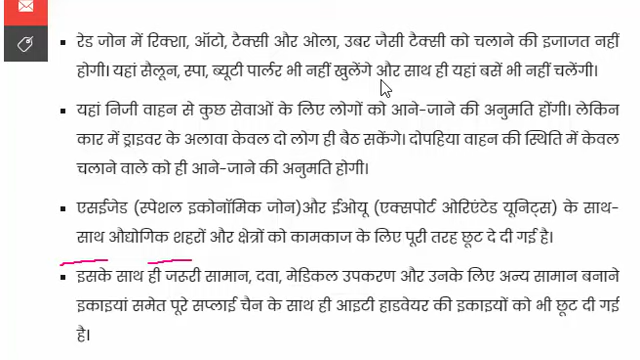 रेड जोन में रिक्शा, ऑटो, टैक्सी और ओला, उबर जैसी टैक्सी को चलाने की इजाजत नहीं
होगी। यहां सैलून, स्पा, ब्यूटी पार्लर भी नहीं खुलेंगे और साथ ही यहां बसें भी नहीं चलेंगी।
यहां निजी वाहन से कुछ सेवाओं के लिए लोगों को आने-जाने की अनुमति होंगी। लेकिन
कार में ड्राइवर के अलावा केवल दो लोग ही बैठ सकेंगे। दोपहिया वाहन की स्थिति में केवल
चलाने वाले को ही आने-जाने की अनुमति होगी।
एसईजेड (स्पेशल इकोनॉमिक जोन)और ईओयू (एक्सपोर्ट ओरिएंटेड यूनिट्स) के साथ-
साथ औद्योगिक शहरों और क्षेत्रों को कामकाज के लिए पूरी तरह छूट दे दी गई है।
इसके साथ ही जरूरी सामान, दवा, मेडिकल उपकरण और उनके लिए अन्य सामान बनाने
इकाइयां समेत पूरे सप्लाई चैन के साथ ही आइटी हाडवेयर की इकाइयों को भी छूट दी गई
है।